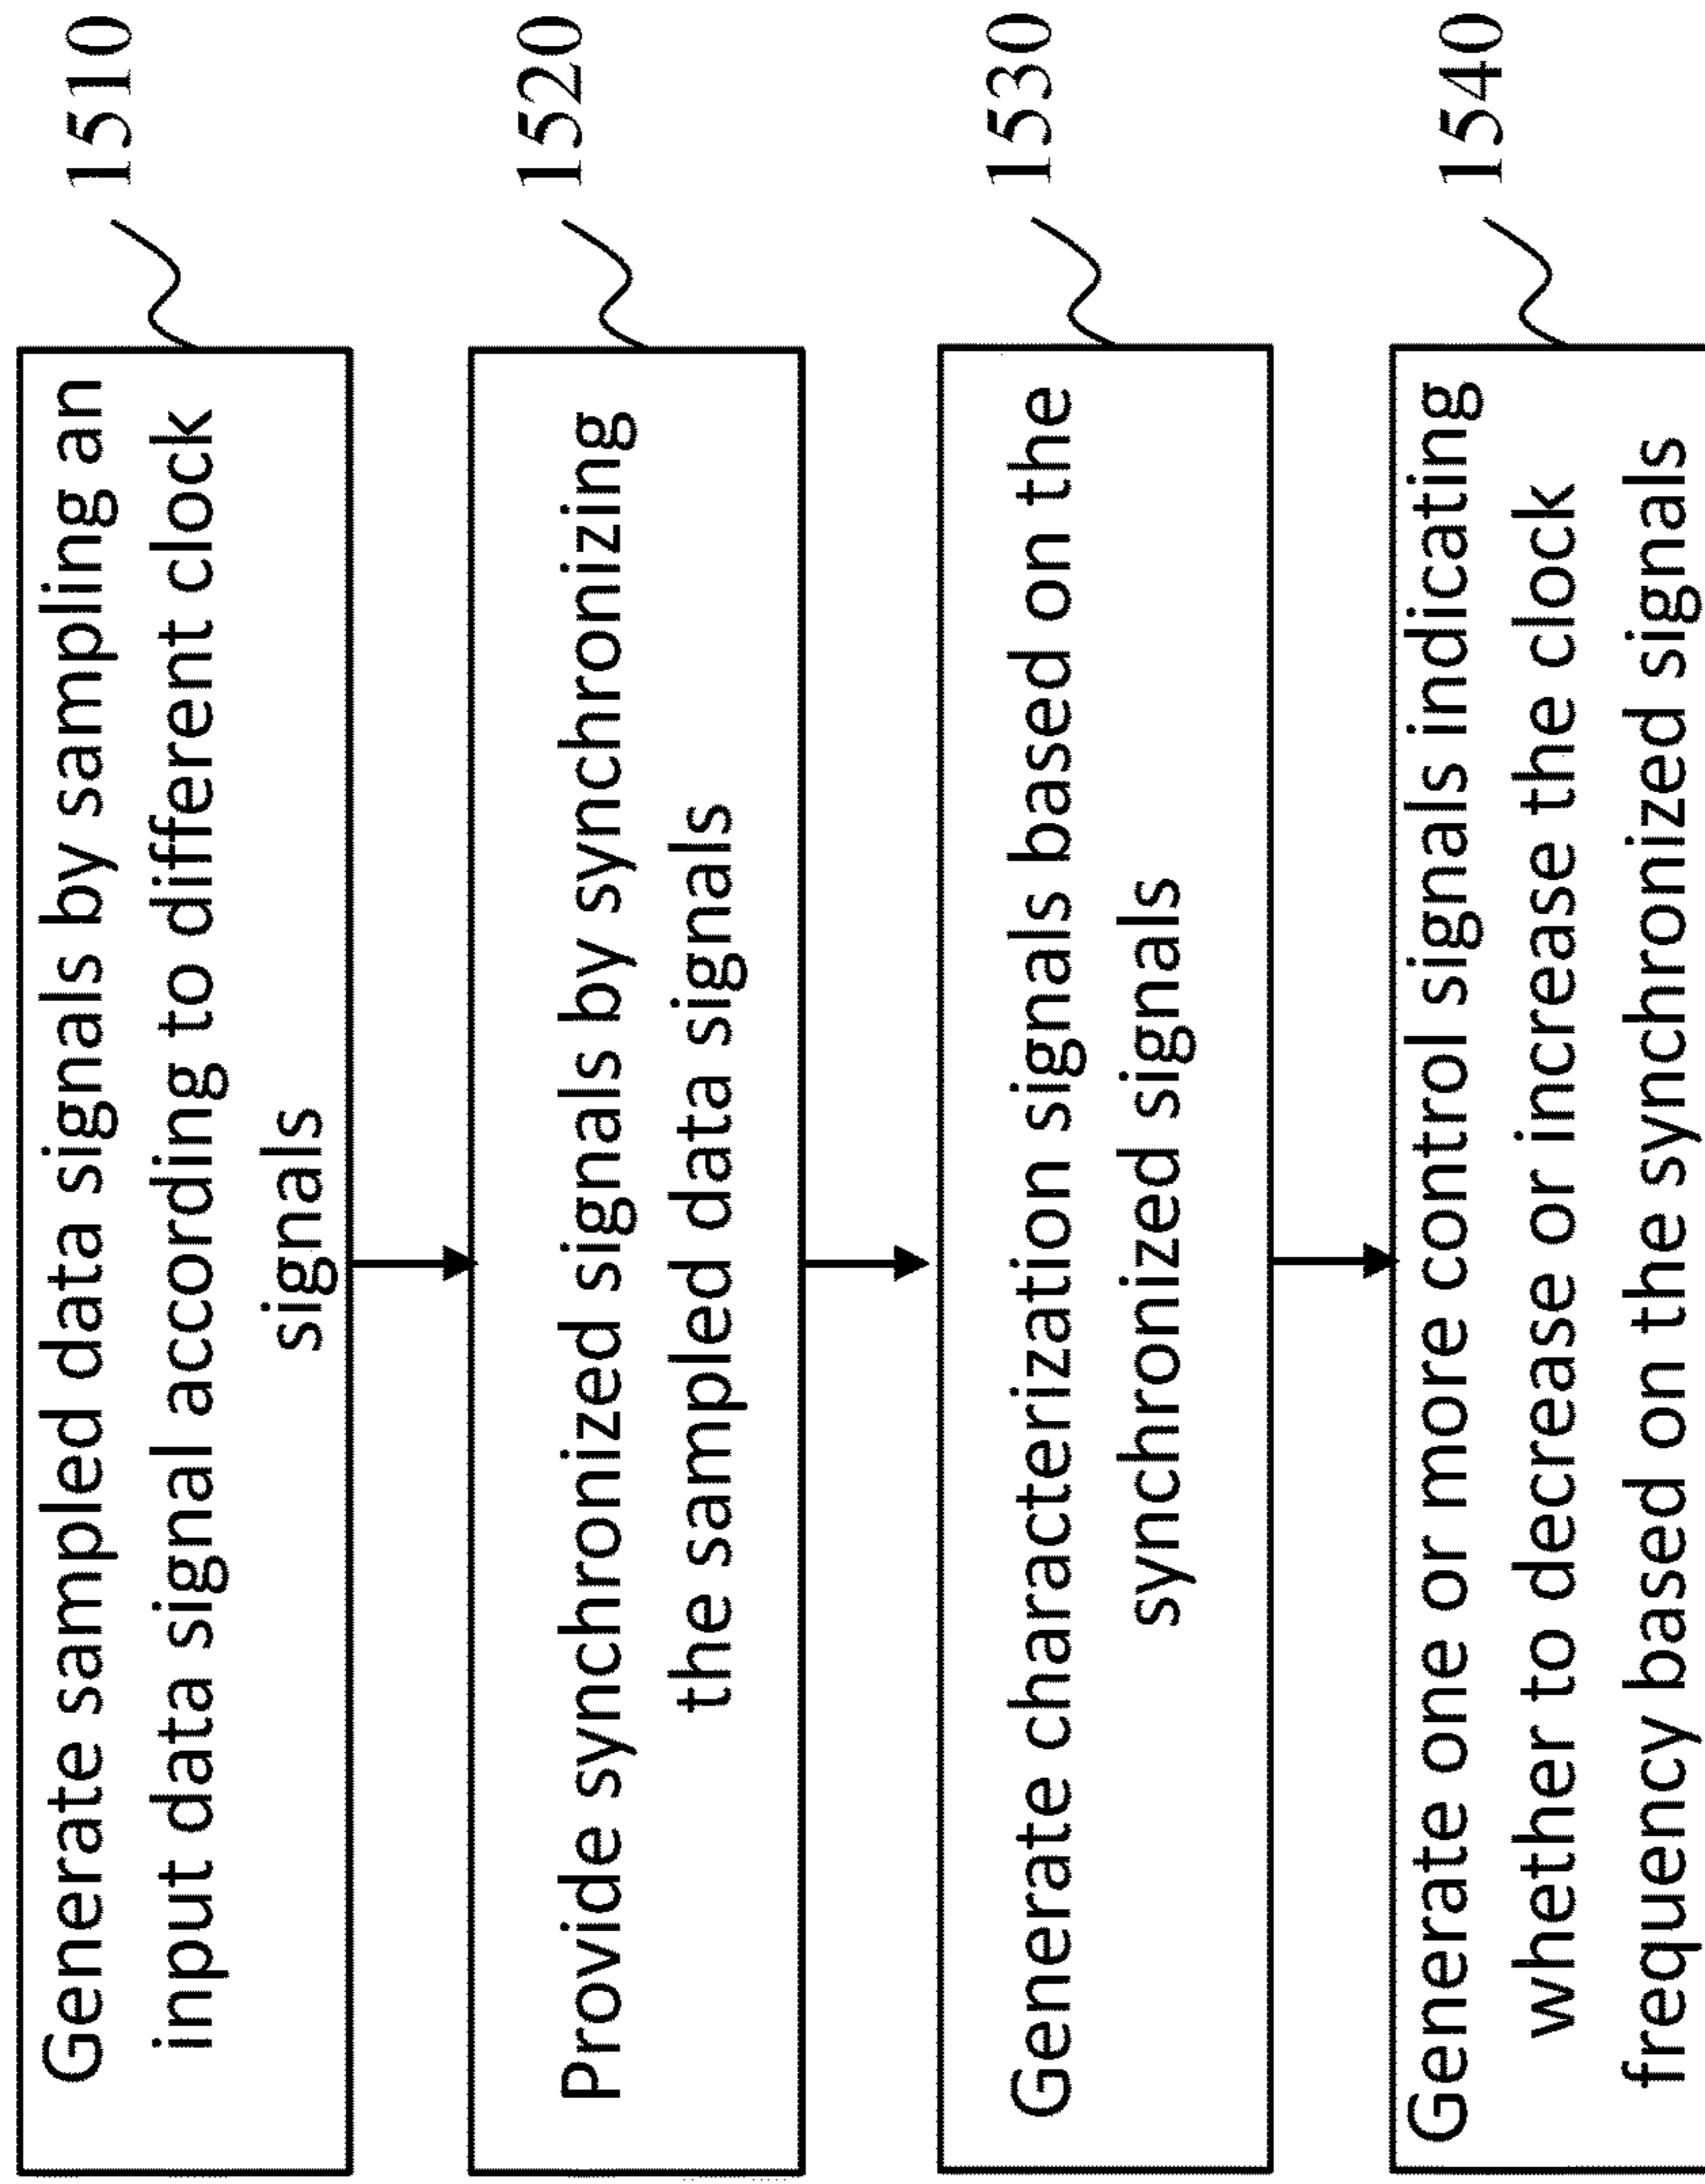 Generate sampled data signals by sampling an
input data signal according to different clock
signals
1510
Provide synchronized signals by synchronizing
the sampled data signals
1520
Generate characterization signals based on the
synchronized signals
1530
Generate one or more control signals indicating
whether to decrease or increase the clock
frequency based on the synchronized signals
1540